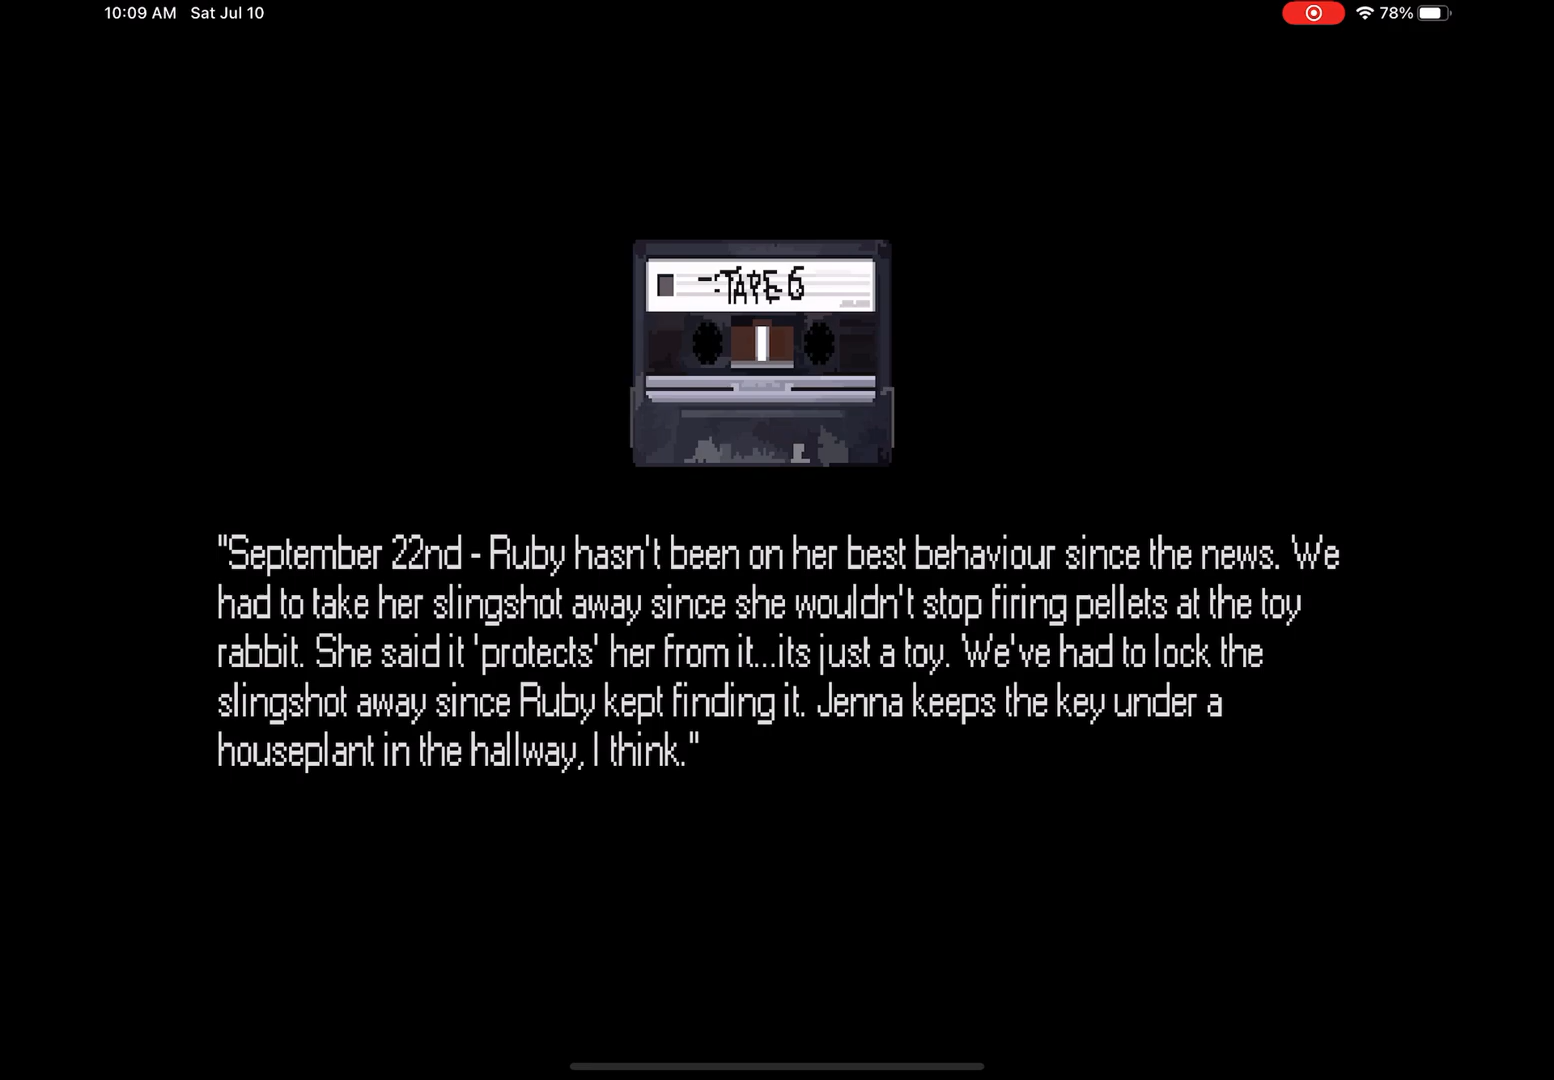 10:09 AM Sat Jul 10
78%
-:TAPE 6
"September 22nd - Ruby hasn't been on her best behaviour since the news. We
had to take her slingshot away since she wouldn't stop firing pellets at the toy
rabbit. She said it 'protects' her from it...its just a toy. We've had to lock the
slingshot away since Ruby kept finding it. Jenna keeps the key under a
houseplant in the hallway, I think."